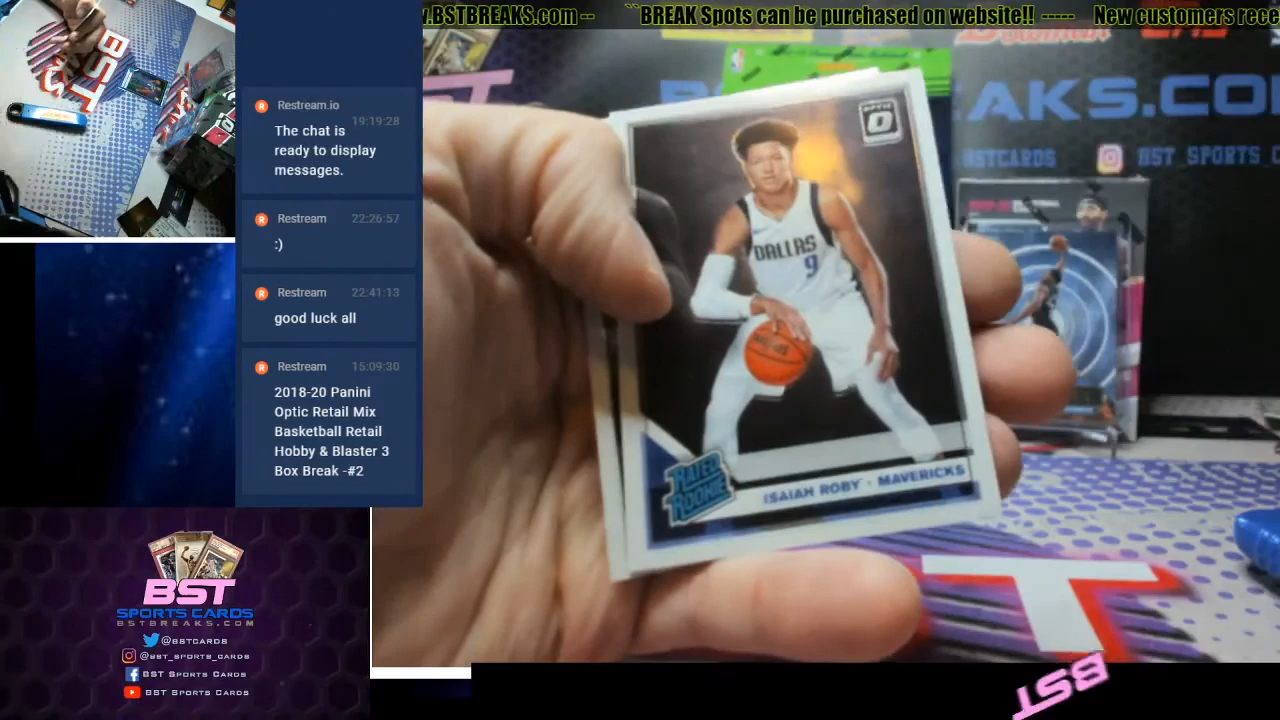 .BSTBREAKS.com -- ``BREAK Spots can be purchased on website!! ----- New customers rece
Restream.io
19:19:28
The chat is
ready to display
messages.
Restream 22:26:57
:)
Restream 22:41:13
good luck all
Restream 15:09:30
2018-20 Panini
Optic Retail Mix
Basketball Retail
Hobby & Blaster 3
Box Break -#2
BST
SPORTS CARDS
BSTBREAKS.COM
@BSTCARDS
@BST_SPORTS_CARDS
BST Sports Cards
BST Sports Cards
OPTIC
DALLAS
9
RATED
ROOKIE
ISAIAH ROBY - MAVERICKS
EAKS.CO
BSTCARDS
BST SPORTS C
BST
BST